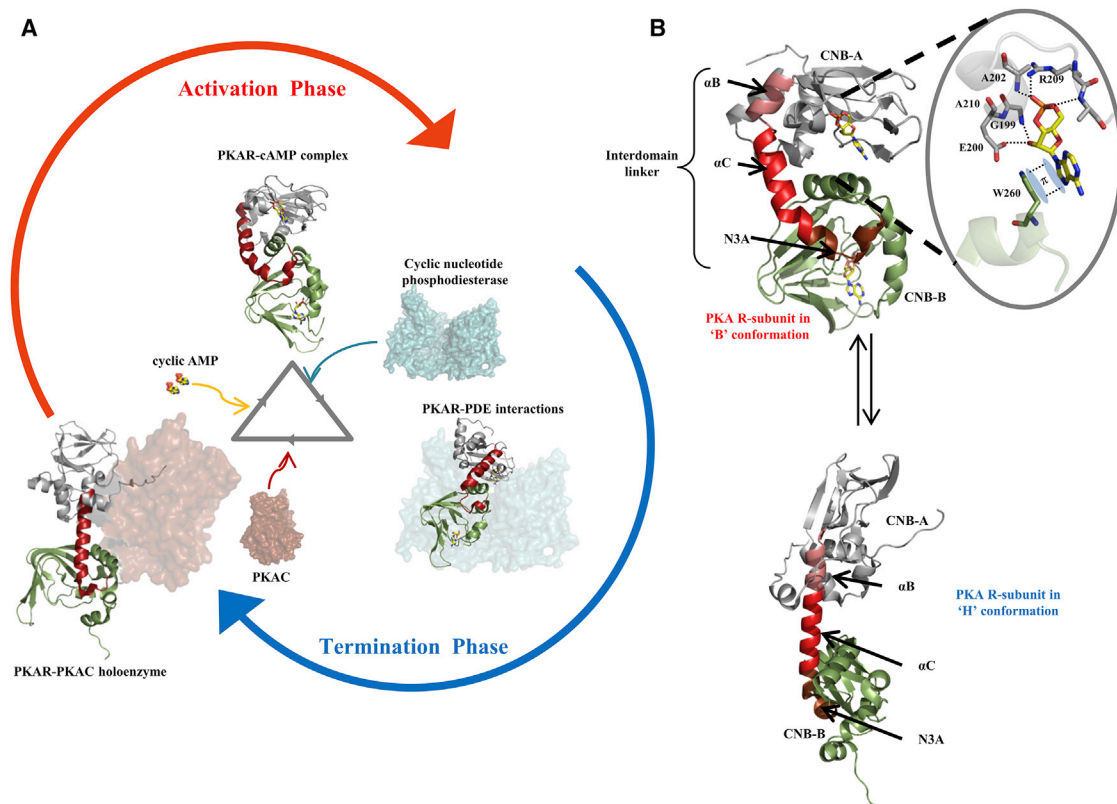 A
Activation Phase
PKAR-cAMP complex
Cyclic nucleotide
phosphodiesterase
cyclic AMP
PKAR-PDE interactions
PKAC
Termination Phase
PKAR-PKAC holoenzyme
B
CNB-A
αB
Interdomain
linker
αC
N3A
CNB-B
PKA R-subunit in
'B' conformation
A202
R209
A210
G199
E200
W260
π
CNB-A
αB
PKA R-subunit in
'H' conformation
αC
CNB-B
N3A